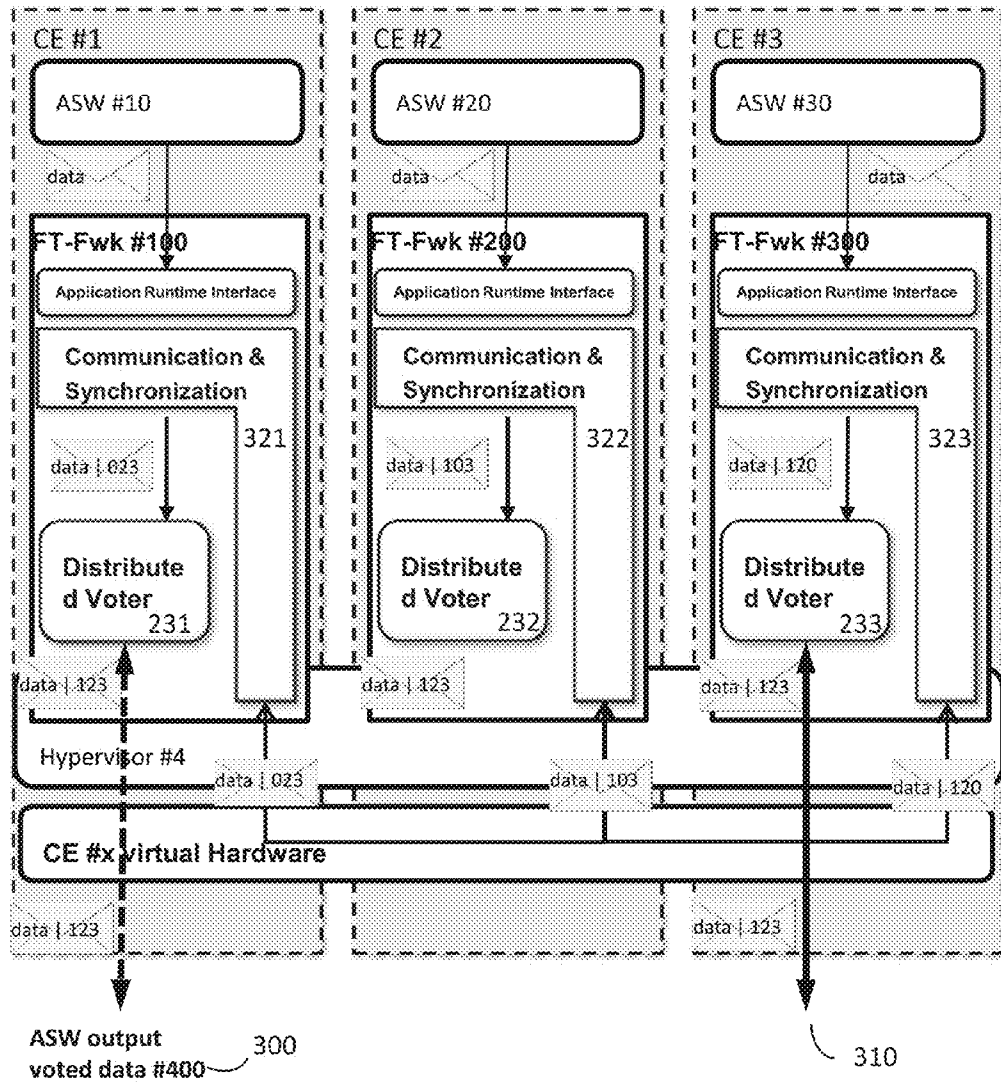 CE #1
CE #2
CE #3
ASW #10
ASW #20
ASW #30
data
data
data
FT-Fwk #100
FT-Fwk #200
FT-Fwk #300
Application Runtime Interface
Application Runtime Interface
Application Runtime Interface
Communication &
Synchronization
Communication &
Synchronization
Communication &
Synchronization
321
322
323
data | 023
data | 103
data | 120
Distribute
d Voter
231
Distribute
d Voter
232
Distribute
d Voter
233
data | 123
data | 123
data | 123
Hypervisor #4
data | 023
data | 103
data | 120
CE #x virtual Hardware
data | 123
data | 123
ASW output
voted data #400
300
310